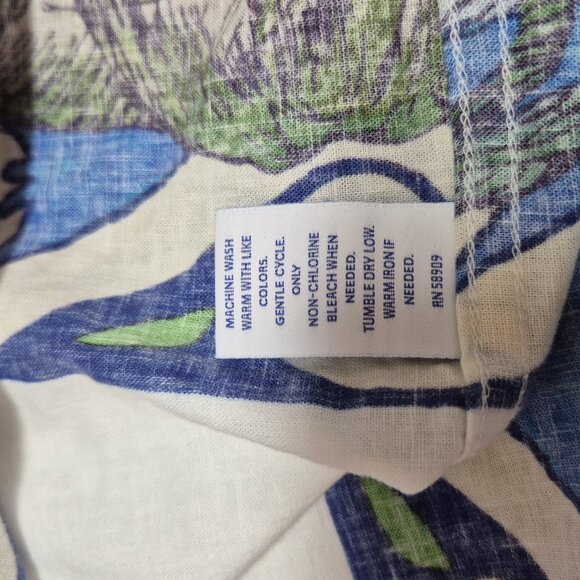 MACHINE WASH
WARM WITH LIKE
COLORS.
GENTLE CYCLE.
ONLY
NON-CHLORINE
BLEACH WHEN
NEEDED.
TUMBLE DRY LOW.
WARM IRON IF
NEEDED.
RN 58909